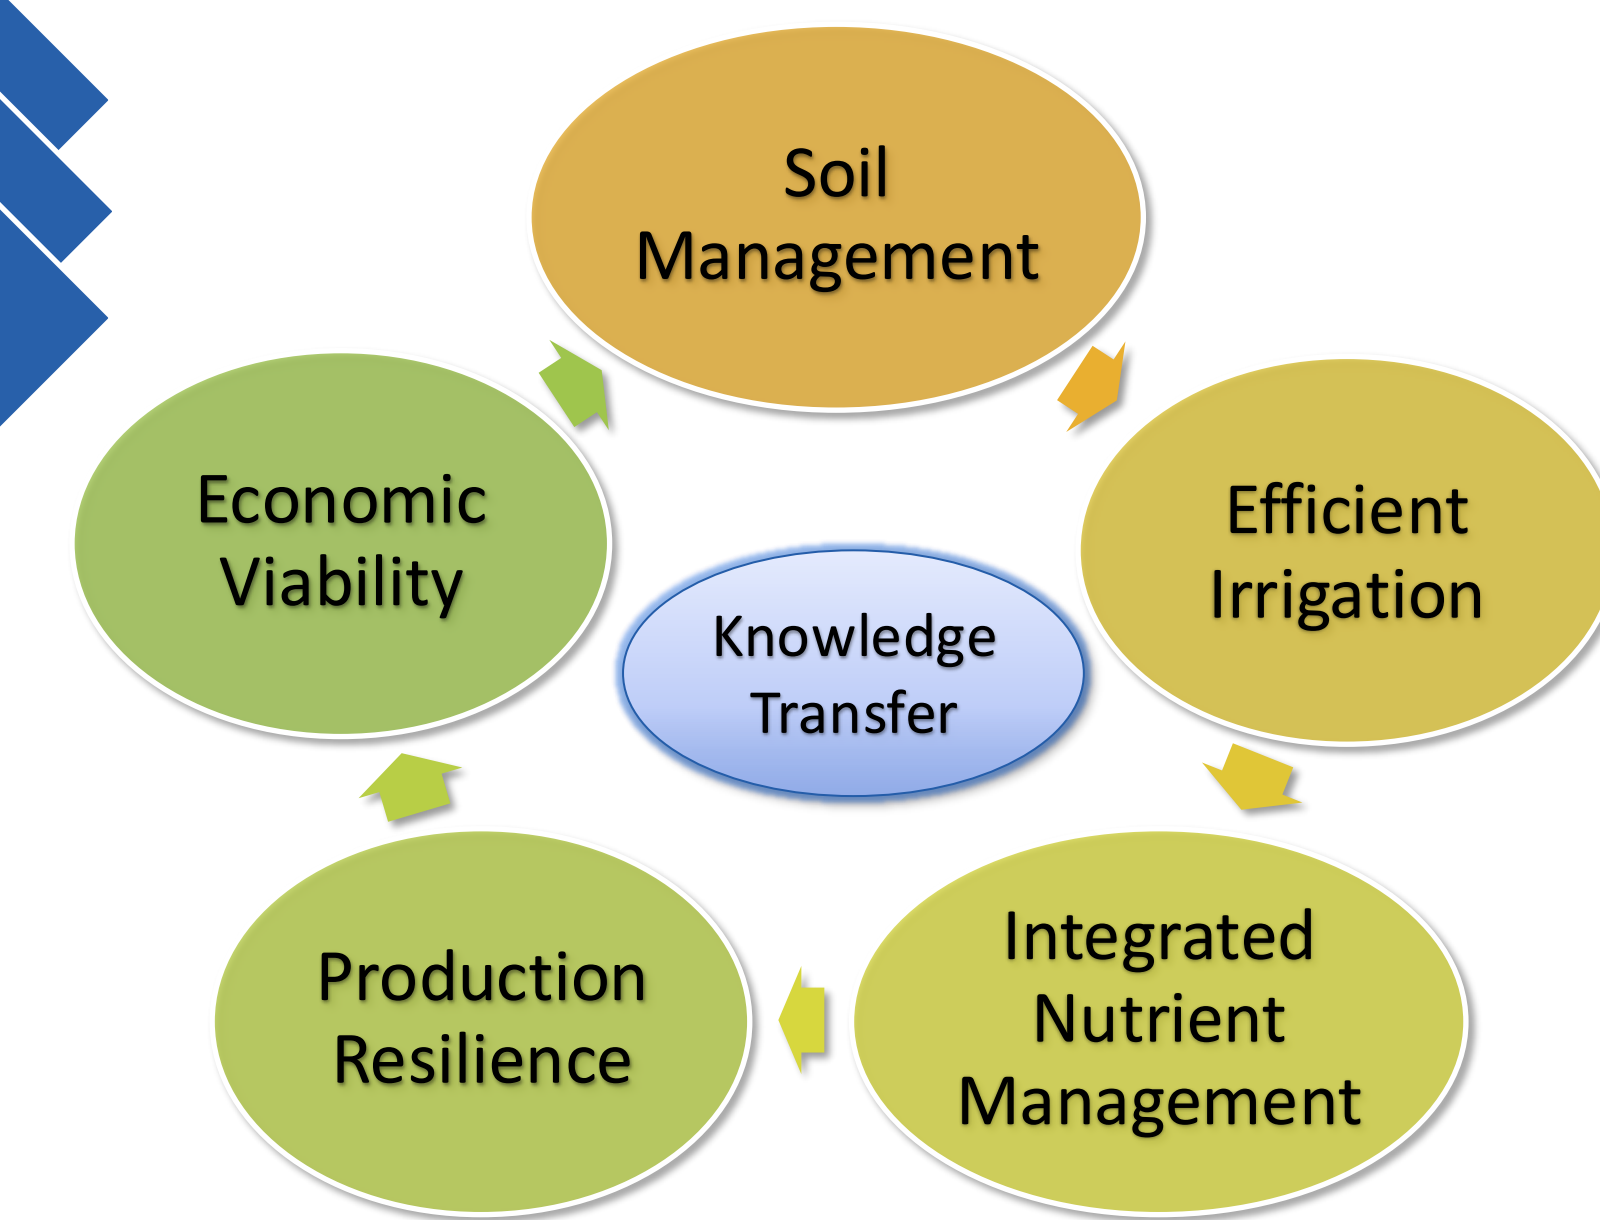 Soil
Management
Efficient
Irrigation
Integrated
Nutrient
Management
Production
Resilience
Economic
Viability
Knowledge
Transfer